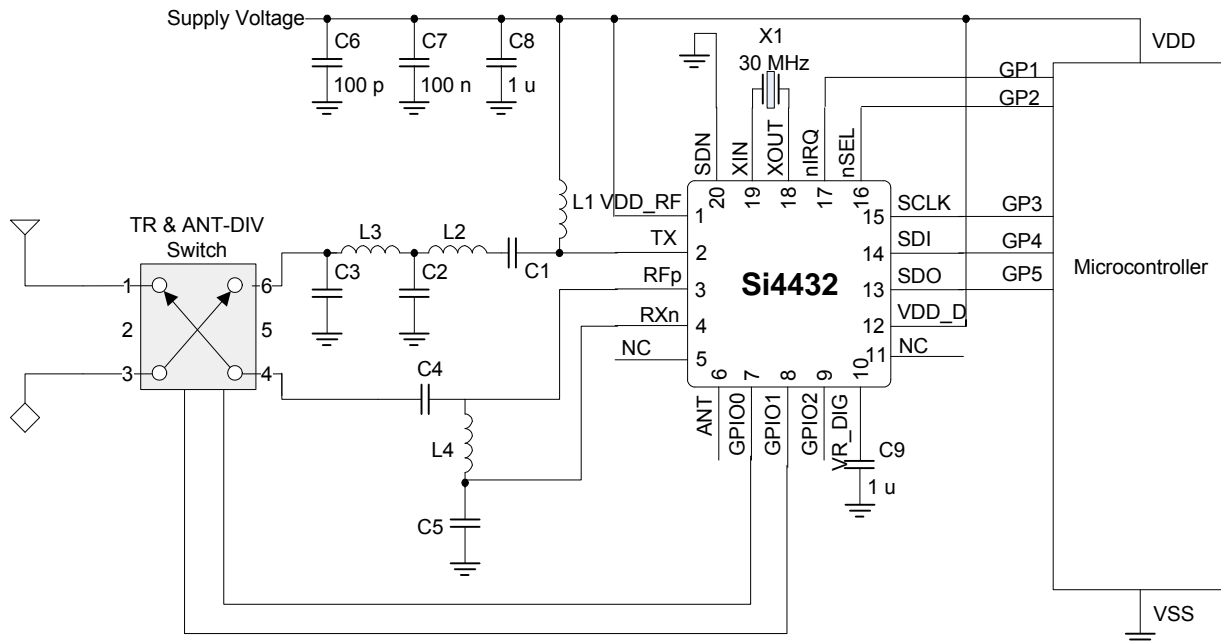 Supply Voltage
C6
100 p
C7
100 n
C8
1 u
X1
30 MHz
VDD
GP1
GP2
SDN
XIN
XOUT
nIRQ
nSEL
20
19
18
17
16
L1
VDD_RF
1
15
SCLK
GP3
TR & ANT-DIV
Switch
L3
L2
C1
TX
2
14
SDI
GP4
C3
C2
RFp
3
Si4432
13
SDO
GP5
Microcontroller
1
6
2
5
3
4
RXn
4
12
VDD_D
NC
5
11
NC
C4
6
7
8
9
10
ANT
GPIO0
GPIO1
GPIO2
VR_DIG
L4
C9
1 u
C5
VSS